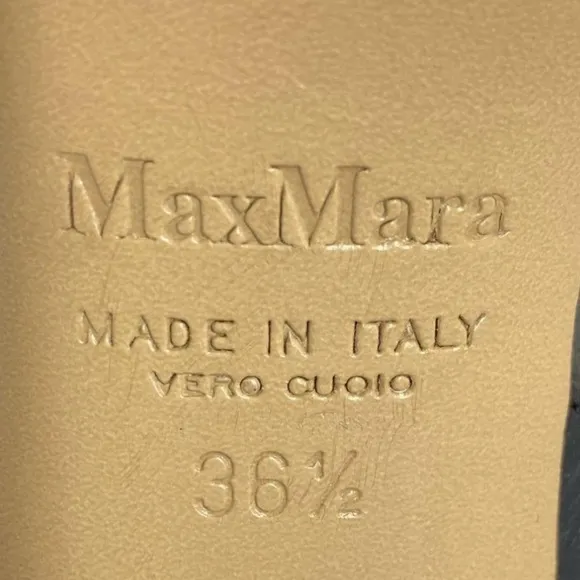 MaxMara
MADE IN ITALY
VERO CUOIO
36½